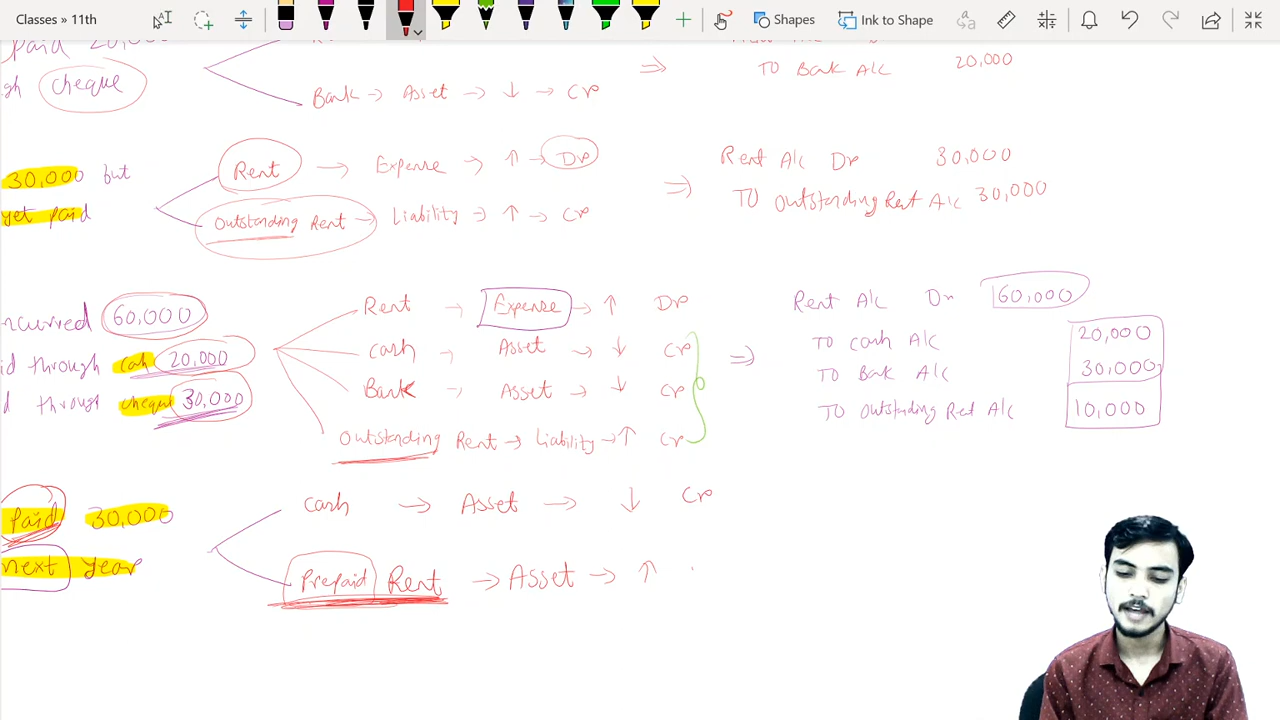 Classes » 11th
Shapes
Ink to Shape
Paid 20,000
cheque
Bank → Asset → ↓ → Cr
⇒ To Bank A/c 20,000
30,000 but
yet paid
Rent → Expense → ↑ → Dr
Outstanding Rent → Liability → ↑ → Cr
⇒ Rent A/c Dr 30,000
To Outstanding Rent A/c 30,000
ncurred 60,000
id through cash 20,000
d through cheque 30,000
Rent → Expense → ↑ Dr
Cash → Asset → ↓ Cr
Bank → Asset → ↓ Cr
Outstanding Rent → Liability → ↑ Cr
⇒ Rent A/c Dr 60,000
To Cash A/c 20,000
To Bank A/c 30,000
To Outstanding Rent A/c 10,000
Paid 30,000
next year
Cash → Asset → ↓ Cr
Prepaid Rent → Asset → ↑